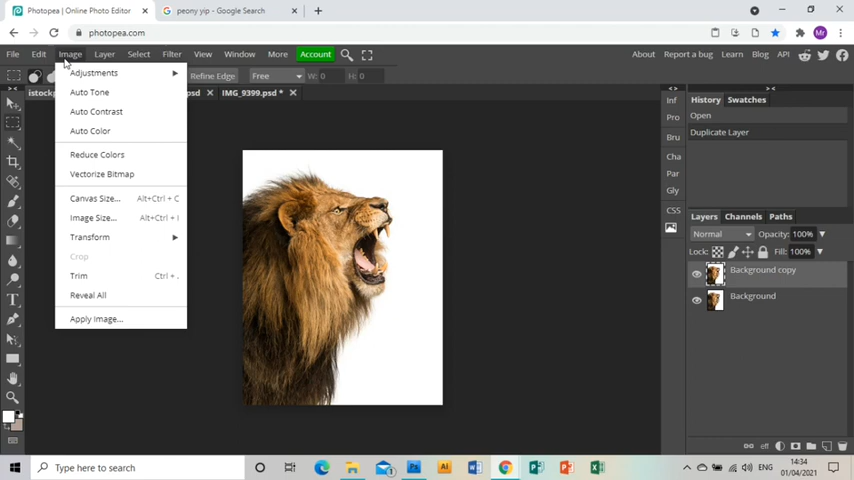 Photopea | Online Photo Editor
peony yip - Google Search
photopea.com
Mr
File Edit Image Layer Select Filter View Window More Account About Report a bug Learn Blog API
Refine Edge Free W: 0 H: 0
istockp
psd IMG_9399.psd *
Adjustments
Auto Tone
Auto Contrast
Auto Color
Reduce Colors
Vectorize Bitmap
Canvas Size... Alt+Ctrl + C
Image Size... Alt+Ctrl + I
Transform
Crop
Trim Ctrl + .
Reveal All
Apply Image...
Inf
Pro
Bru
Cha
Par
Gly
CSS
History Swatches
Open
Duplicate Layer
Layers Channels Paths
Normal Opacity: 100%
Lock: Fill: 100%
Background copy
Background
eff
Type here to search
ENG
14:34
01/04/2021